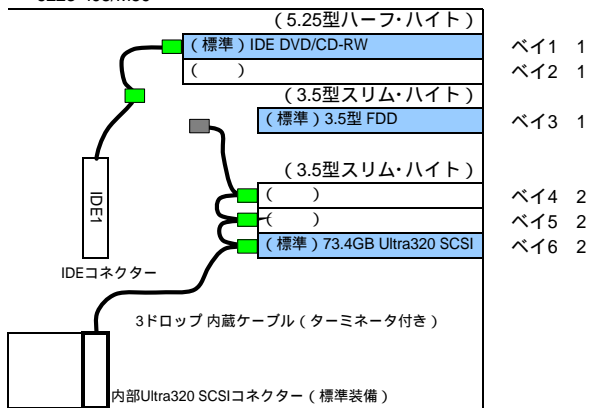 (5.25型ハーフ・ハイト)
(標準)IDE DVD/CD-RW ベイ1 1
( ) ベイ2 1
(3.5型スリム・ハイト)
(標準)3.5型 FDD ベイ3 1
(3.5型スリム・ハイト)
( ) ベイ4 2
( ) ベイ5 2
(標準)73.4GB Ultra320 SCSI ベイ6 2
IDE1
IDEコネクター
3ドロップ 内蔵ケーブル(ターミネータ付き)
内部Ultra320 SCSIコネクター(標準装備)